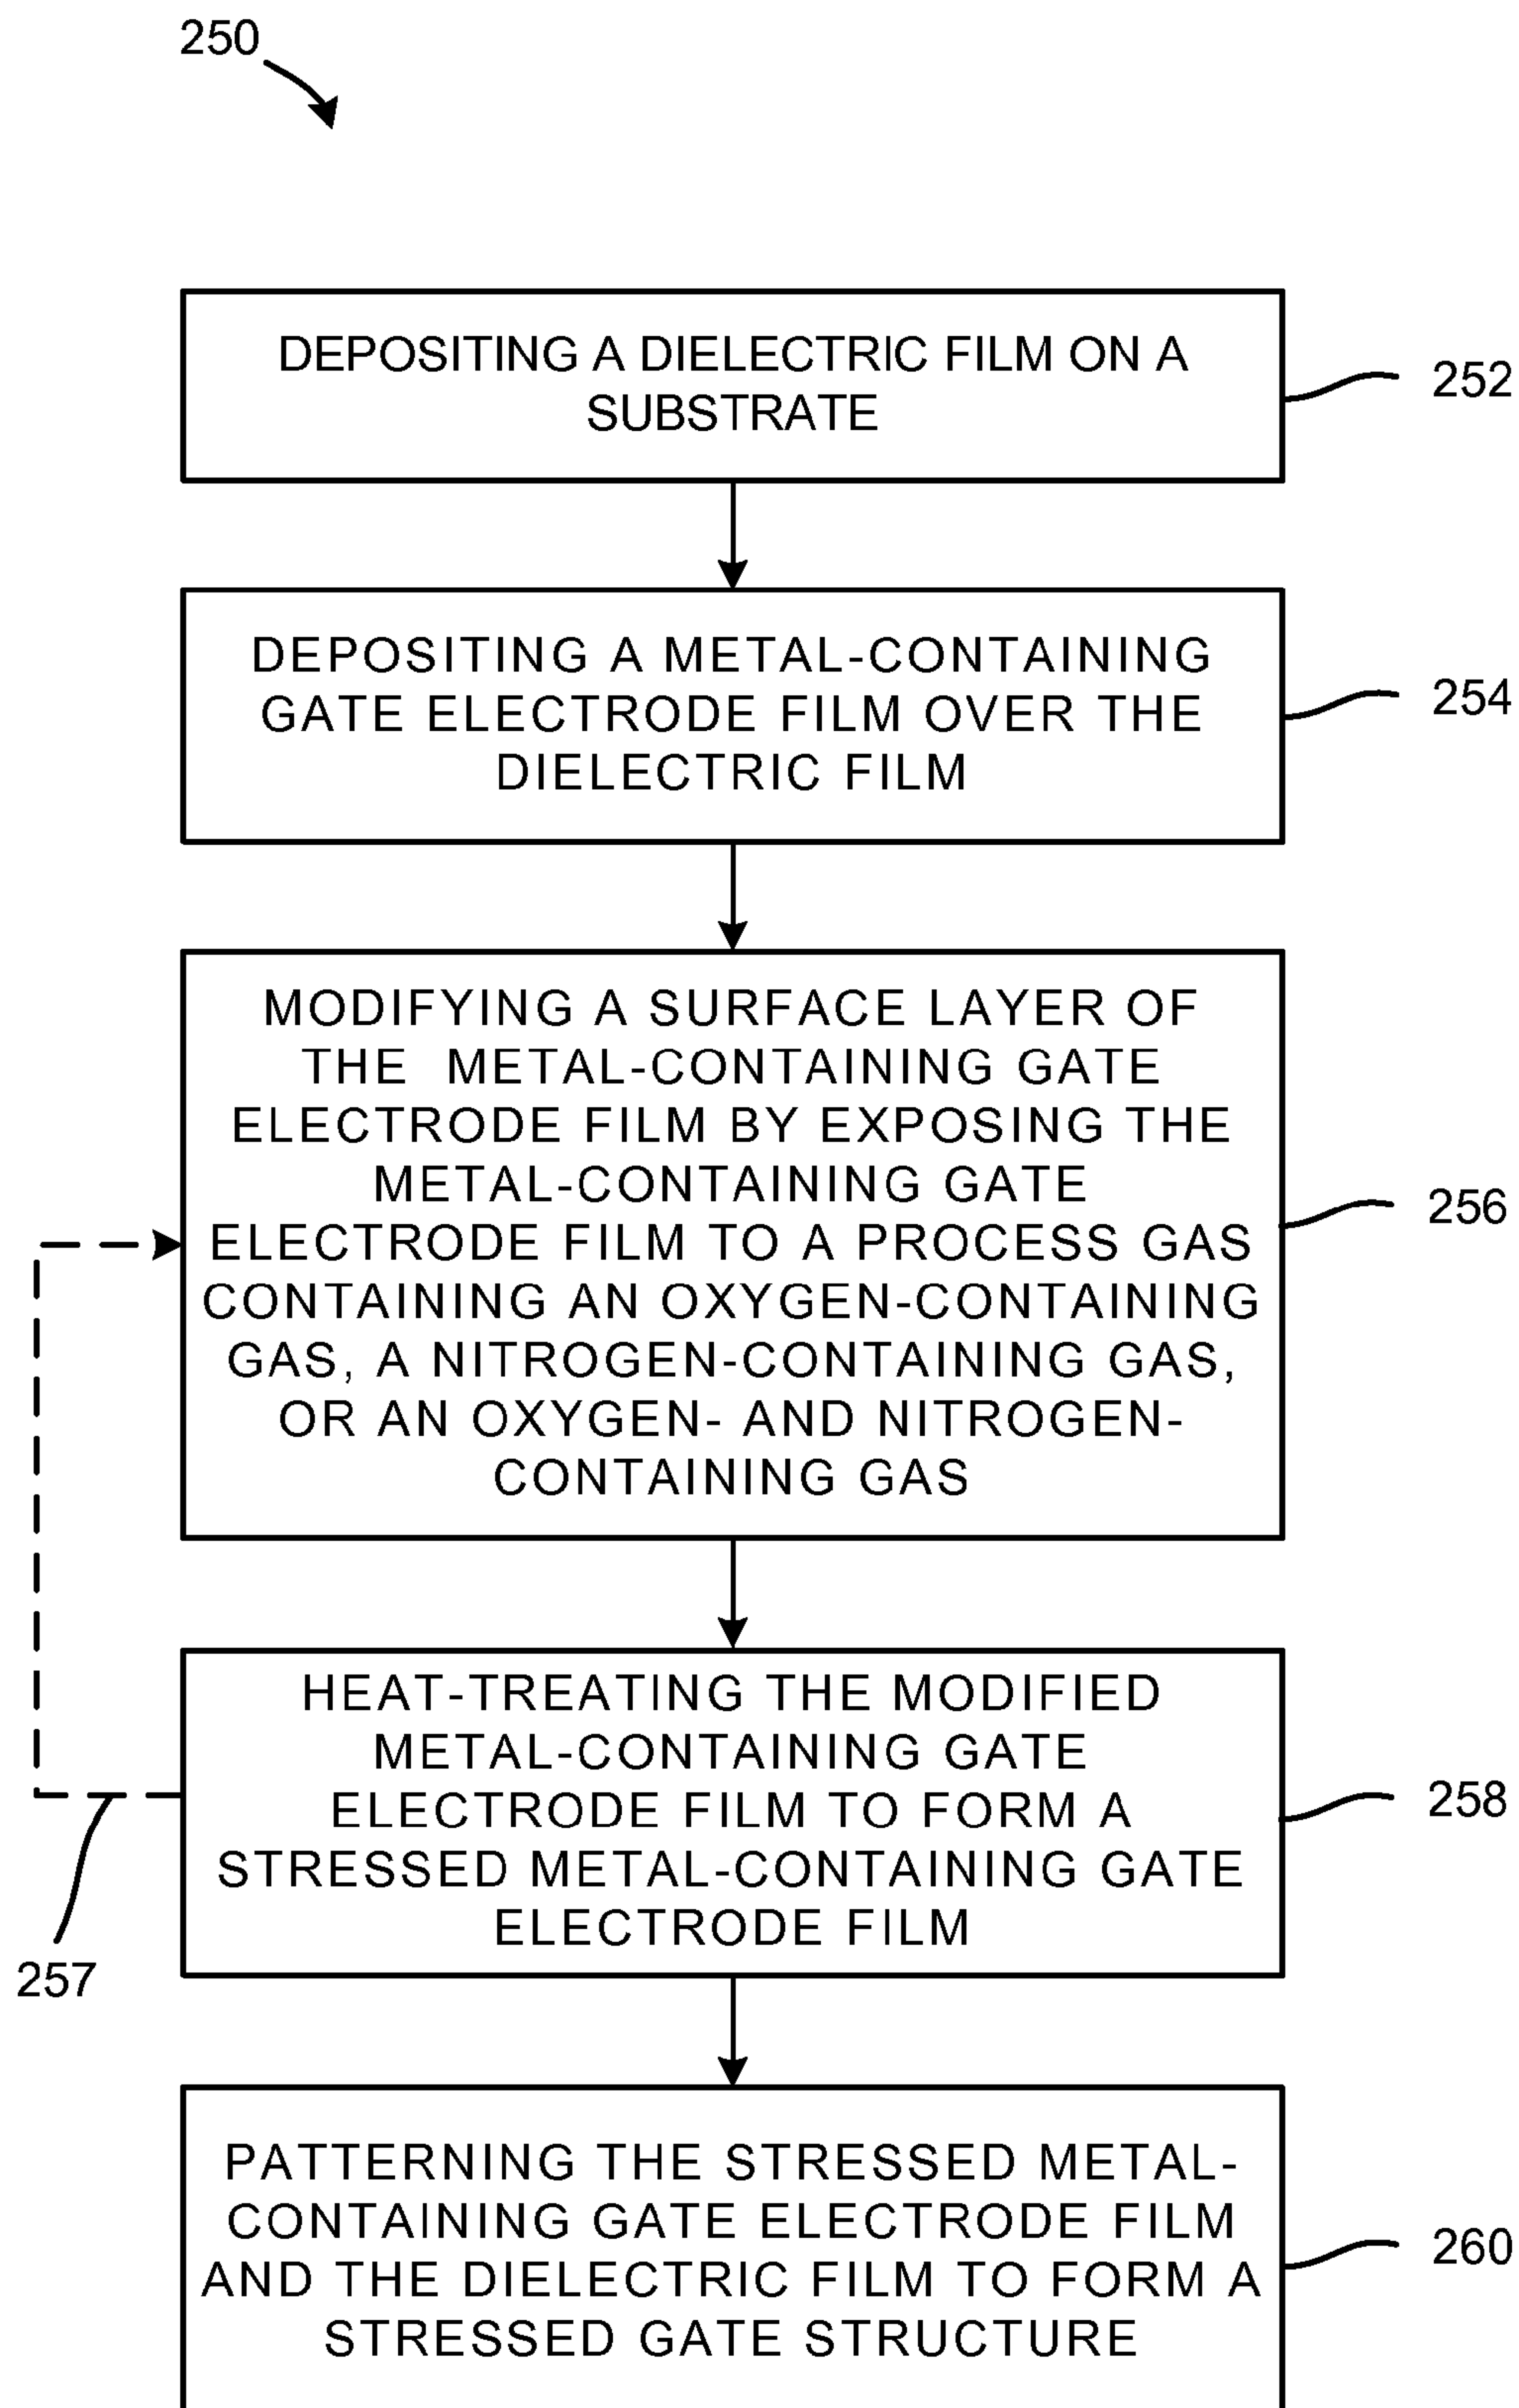 250
DEPOSITING A DIELECTRIC FILM ON A
SUBSTRATE
252
DEPOSITING A METAL-CONTAINING
GATE ELECTRODE FILM OVER THE
DIELECTRIC FILM
254
MODIFYING A SURFACE LAYER OF
THE METAL-CONTAINING GATE
ELECTRODE FILM BY EXPOSING THE
METAL-CONTAINING GATE
ELECTRODE FILM TO A PROCESS GAS
CONTAINING AN OXYGEN-CONTAINING
GAS, A NITROGEN-CONTAINING GAS,
OR AN OXYGEN- AND NITROGEN-
CONTAINING GAS
256
HEAT-TREATING THE MODIFIED
METAL-CONTAINING GATE
ELECTRODE FILM TO FORM A
STRESSED METAL-CONTAINING GATE
ELECTRODE FILM
258
257
PATTERNING THE STRESSED METAL-
CONTAINING GATE ELECTRODE FILM
AND THE DIELECTRIC FILM TO FORM A
STRESSED GATE STRUCTURE
260